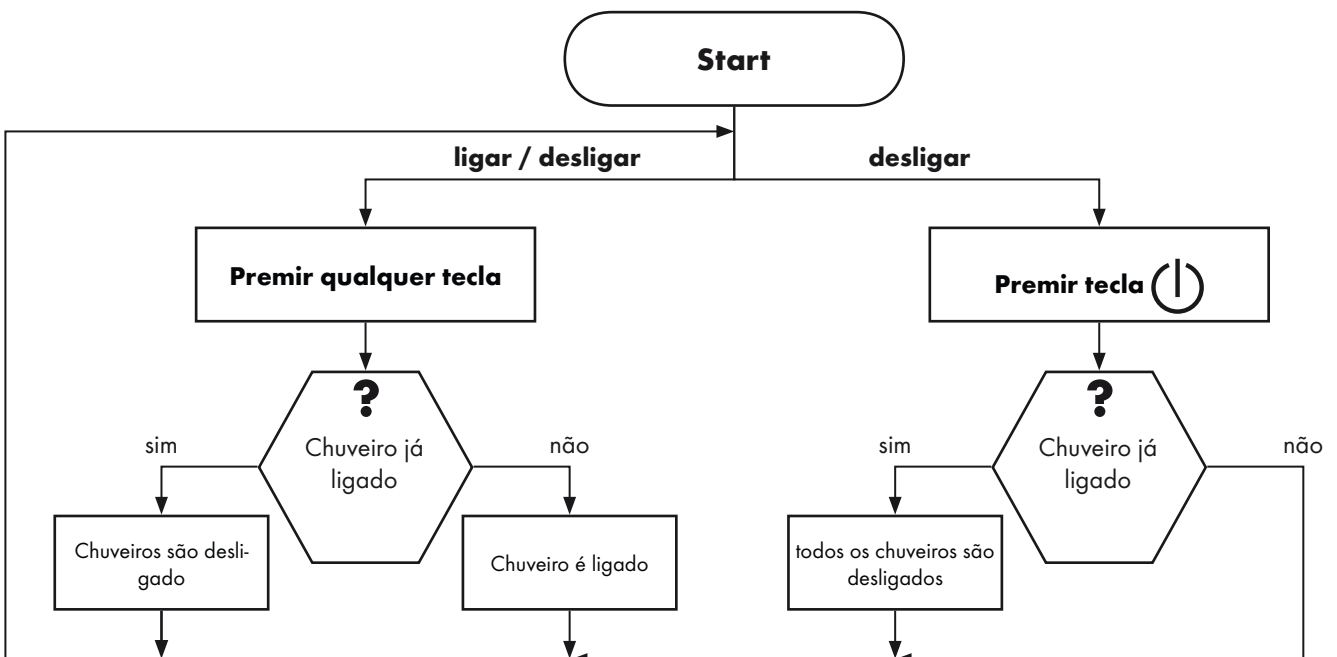 Start
ligar / desligar
desligar
Premir qualquer tecla
Premir tecla
?
Chuveiro já
ligado
sim
não
?
Chuveiro já
ligado
sim
não
Chuveiros são desli-
gado
Chuveiro é ligado
todos os chuveiros são
desligados